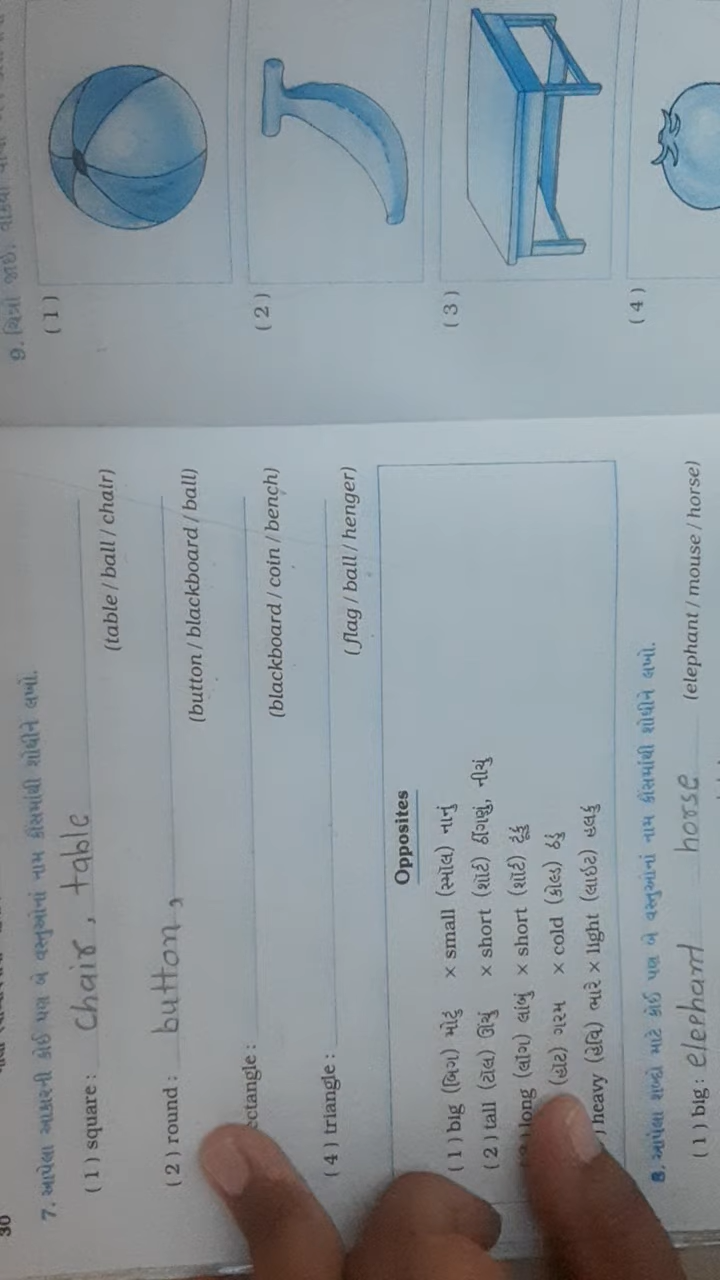 30
7. આપેલા આકારની કોઈ પણ બે વસ્તુઓનાં નામ કૌંસમાંથી શોધીને લખો.
(1) square : chair, table
(table / ball / chair)
(2) round : button,
(button / blackboard / ball)
ectangle :
(blackboard / coin / bench)
(4) triangle :
(flag / ball / henger)
Opposites
(1) big (બિગ) મોટું × small (સ્મૉલ) નાનું
(2) tall (ટૉલ) ઊંચું × short (શૉર્ટ) ઠીંગણું, નીચું
long (લૉંગ) લાંબું × short (શૉર્ટ) ટૂંકું
(હૉટ) ગરમ × cold (કોલ્ડ) ઠંડું
) heavy (હેવિ) ભારે × light (લાઇટ) હલકું
8. આપેલા શબ્દો માટે કોઈ પણ બે વસ્તુઓનાં નામ કૌંસમાંથી શોધીને લખો.
(1) big : elephant horse (elephant / mouse / horse)
9. ચિત્રો જોઈ,
(1)
(2)
(3)
(4)